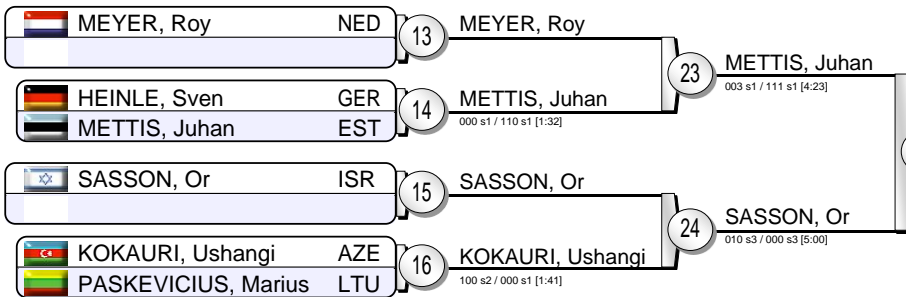 MEYER, Roy NED
13
MEYER, Roy
HEINLE, Sven GER
METTIS, Juhan EST
14
METTIS, Juhan
000 s1 / 110 s1 [1:32]
23
METTIS, Juhan
003 s1 / 111 s1 [4:23]
SASSON, Or ISR
15
SASSON, Or
KOKAURI, Ushangi AZE
PASKEVICIUS, Marius LTU
16
KOKAURI, Ushangi
100 s2 / 000 s1 [1:41]
24
SASSON, Or
010 s3 / 000 s3 [5:00]